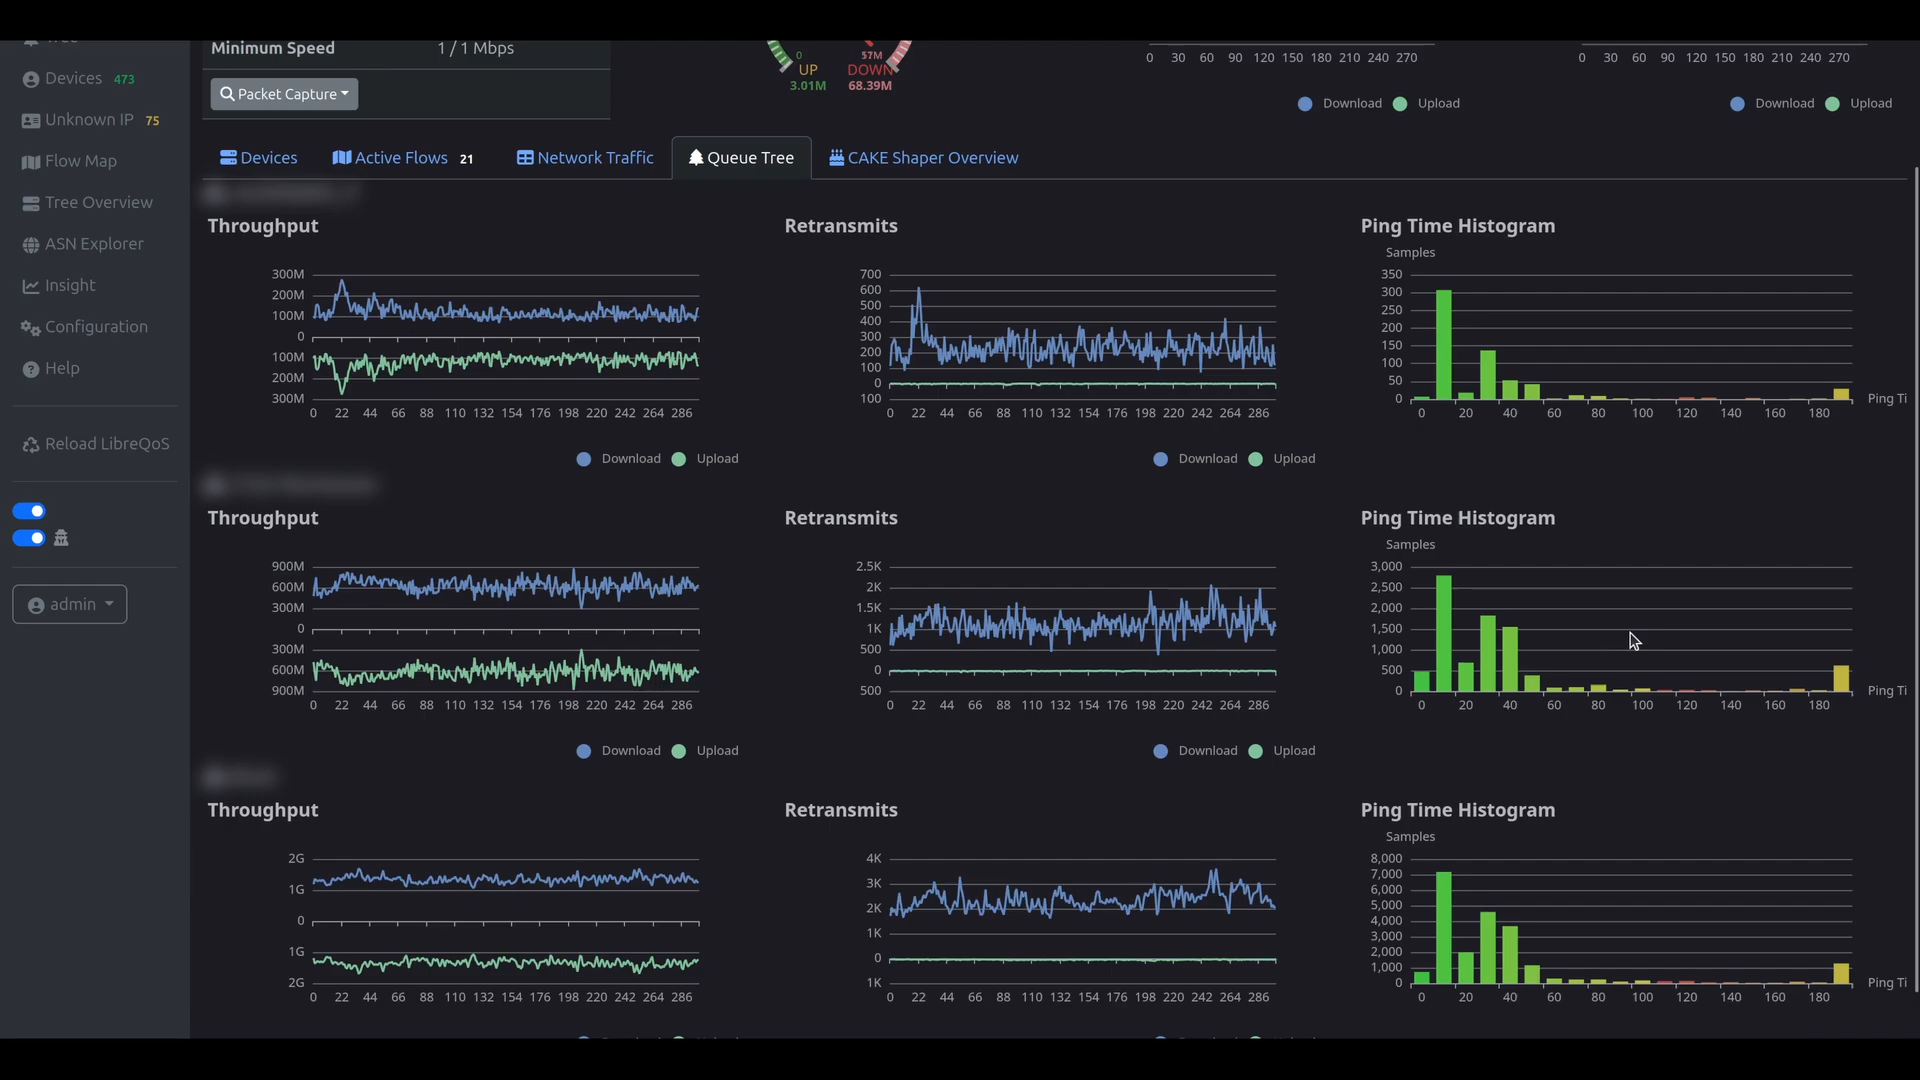 Tree
Minimum Speed 1 / 1 Mbps
Devices 473
Packet Capture
0 57M
UP DOWN
3.01M 68.39M
0 30 60 90 120 150 180 210 240 270
Download Upload
0 30 60 90 120 150 180 210 240 270
Download Upload
Unknown IP 75
Flow Map
Tree Overview
ASN Explorer
Insight
Configuration
Help
Reload LibreQoS
admin
Devices Active Flows 21 Network Traffic Queue Tree CAKE Shaper Overview
Throughput
300M
200M
100M
0
100M
200M
300M
0 22 44 66 88 110 132 154 176 198 220 242 264 286
Download Upload
Retransmits
700
600
500
400
300
200
100
0
100
0 22 44 66 88 110 132 154 176 198 220 242 264 286
Download Upload
Ping Time Histogram
Samples
350
300
250
200
150
100
50
0
0 20 40 60 80 100 120 140 160 180
Ping Ti
Throughput
900M
600M
300M
0
300M
600M
900M
0 22 44 66 88 110 132 154 176 198 220 242 264 286
Download Upload
Retransmits
2.5K
2K
1.5K
1K
500
0
500
0 22 44 66 88 110 132 154 176 198 220 242 264 286
Download Upload
Ping Time Histogram
Samples
3,000
2,500
2,000
1,500
1,000
500
0
0 20 40 60 80 100 120 140 160 180
Ping Ti
Throughput
2G
1G
0
1G
2G
0 22 44 66 88 110 132 154 176 198 220 242 264 286
Retransmits
4K
3K
2K
1K
0
1K
0 22 44 66 88 110 132 154 176 198 220 242 264 286
Ping Time Histogram
Samples
8,000
7,000
6,000
5,000
4,000
3,000
2,000
1,000
0
0 20 40 60 80 100 120 140 160 180
Ping Ti